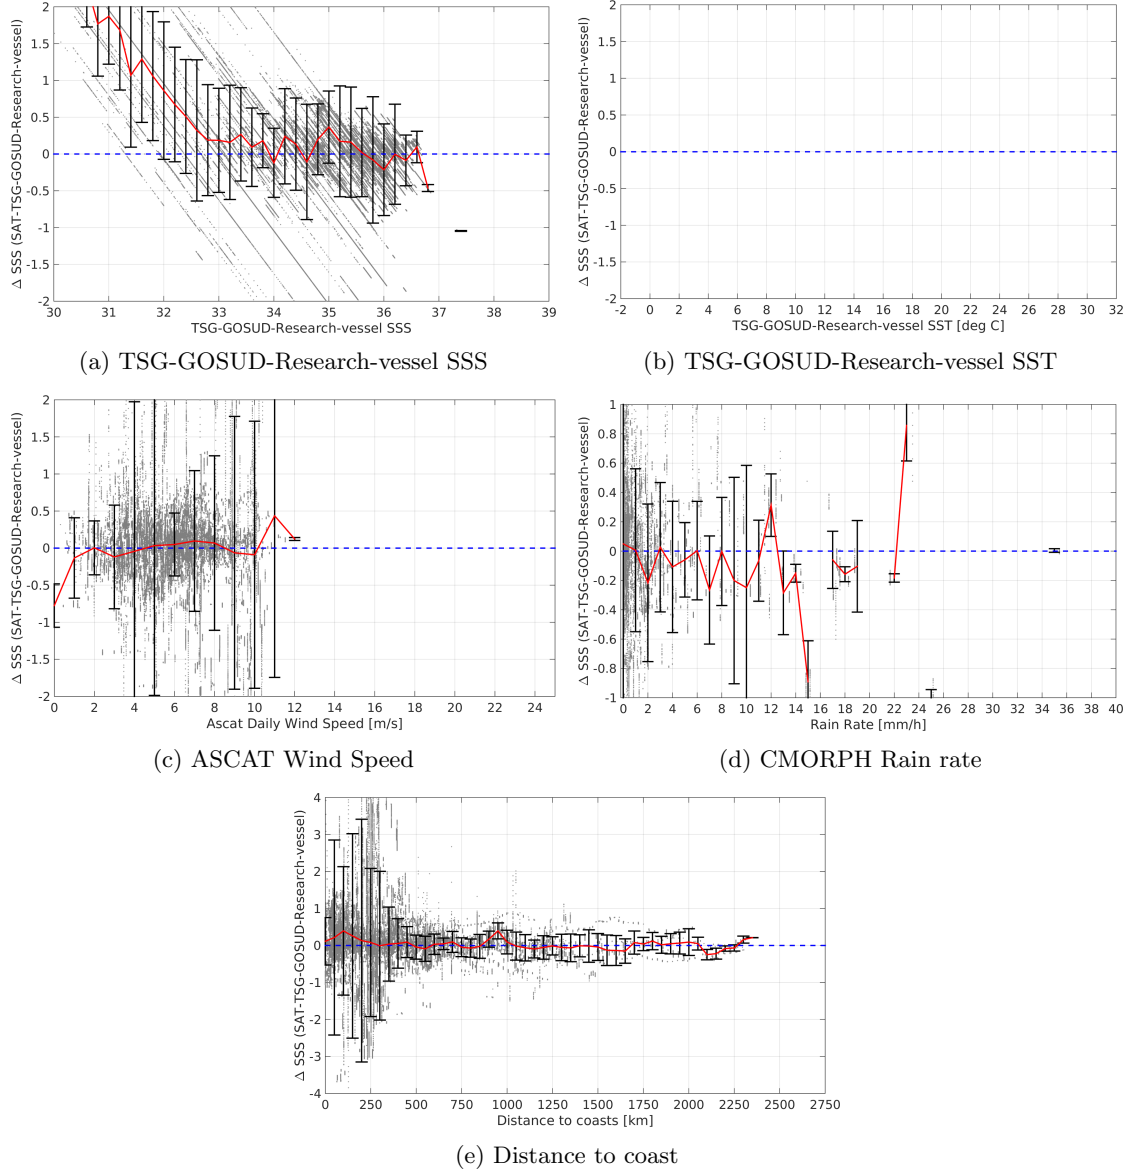 Δ SSS (SAT-TSG-GOSUD-Research-vessel)
2
1.5
1
0.5
0
-0.5
-1
-1.5
-2
30 31 32 33 34 35 36 37 38 39
TSG-GOSUD-Research-vessel SSS
(a) TSG-GOSUD-Research-vessel SSS
Δ SSS (SAT-TSG-GOSUD-Research-vessel)
2
1.5
1
0.5
0
-0.5
-1
-1.5
-2
-2 0 2 4 6 8 10 12 14 16 18 20 22 24 26 28 30 32
TSG-GOSUD-Research-vessel SST [deg C]
(b) TSG-GOSUD-Research-vessel SST
Δ SSS (SAT-TSG-GOSUD-Research-vessel)
2
1.5
1
0.5
0
-0.5
-1
-1.5
-2
0 2 4 6 8 10 12 14 16 18 20 22 24
Ascat Daily Wind Speed [m/s]
(c) ASCAT Wind Speed
Δ SSS (SAT-TSG-GOSUD-Research-vessel)
1
0.8
0.6
0.4
0.2
0
-0.2
-0.4
-0.6
-0.8
-1
0 2 4 6 8 10 12 14 16 18 20 22 24 26 28 30 32 34 36 38 40
Rain Rate [mm/h]
(d) CMORPH Rain rate
Δ SSS (SAT-TSG-GOSUD-Research-vessel)
4
3
2
1
0
-1
-2
-3
-4
0 250 500 750 1000 1250 1500 1750 2000 2250 2500 2750
Distance to coasts [km]
(e) Distance to coast